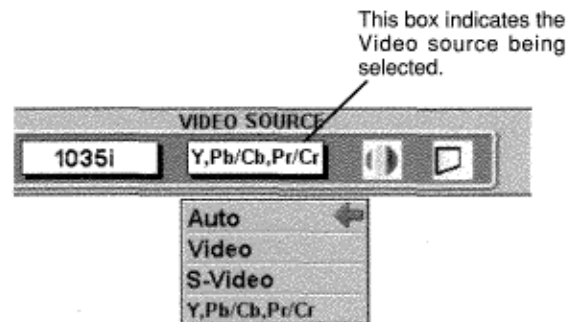 This box indicates the
Video source being
selected.
VIDEO SOURCE
1035i
Y,Pb/Cb,Pr/Cr
Auto
Video
S-Video
Y,Pb/Cb,Pr/Cr